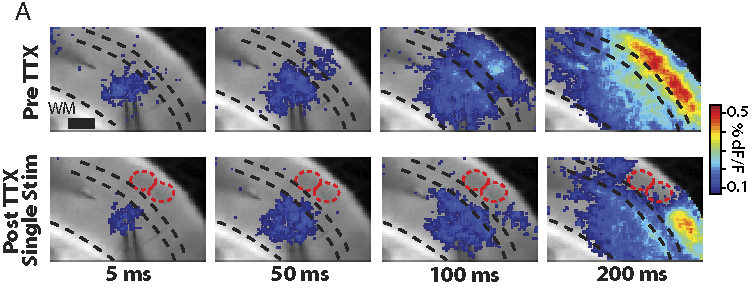 A
Pre TTX
WM
Post TTX
Single Stim
5 ms
50 ms
100 ms
200 ms
0.5
% dF/F
0.1